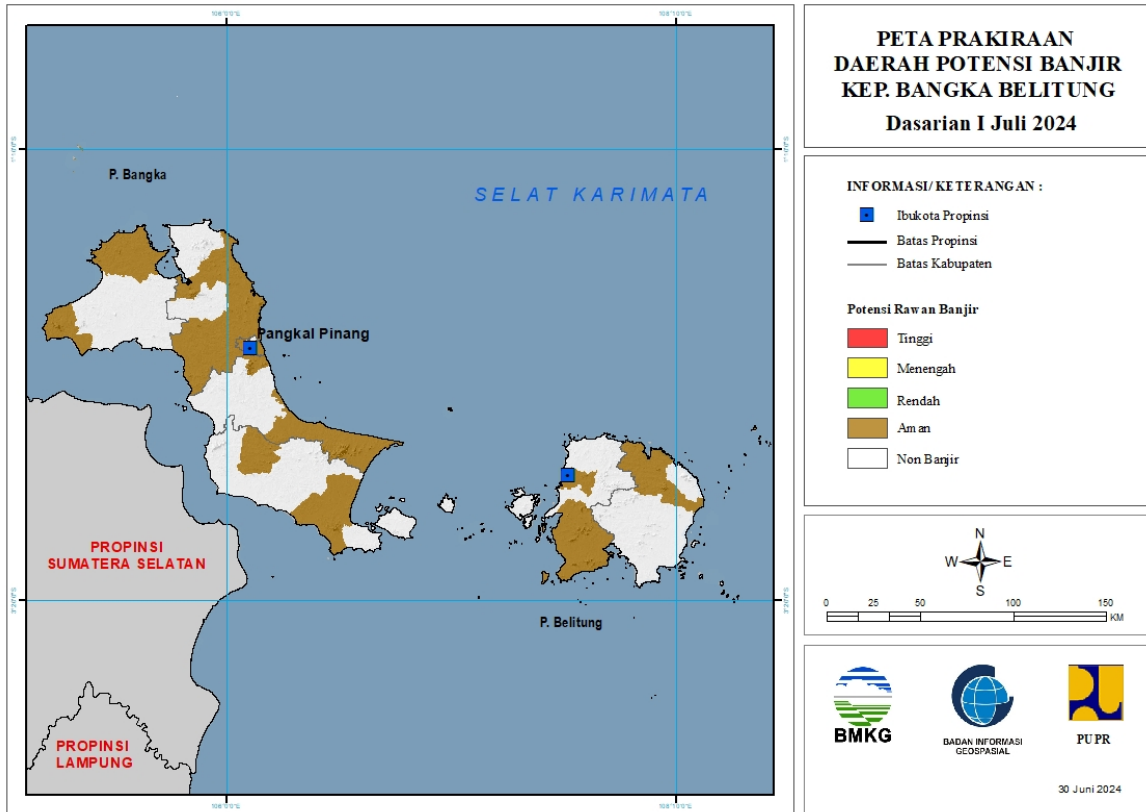 PETA PRAKIRAAN
DAERAH POTENSI BANJIR
KEP. BANGKA BELITUNG
Dasarian I Juli 2024
P. Bangka
SELAT KARIMATA
Pangkal Pinang
PROPINSI
SUMATERA SELATAN
P. Belitung
PROPINSI
LAMPUNG
INFORMASI/ KETERANGAN :
Ibukota Propinsi
Batas Propinsi
Batas Kabupaten
Potensi Rawan Banjir
Tinggi
Menengah
Rendah
Aman
Non Banjir
N
W E
S
0 25 50 100 150
KM
BMKG
BADAN INFORMASI
GEOSPASIAL
PUPR
30 Juni 2024